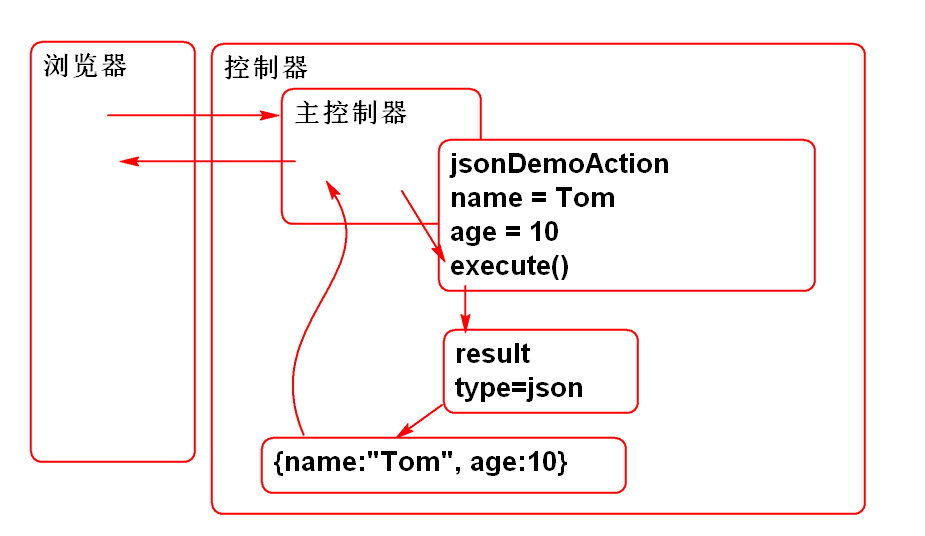 浏览器
控制器
主控制器
jsonDemoAction
name = Tom
age = 10
execute()
result
type=json
{name:"Tom", age:10}